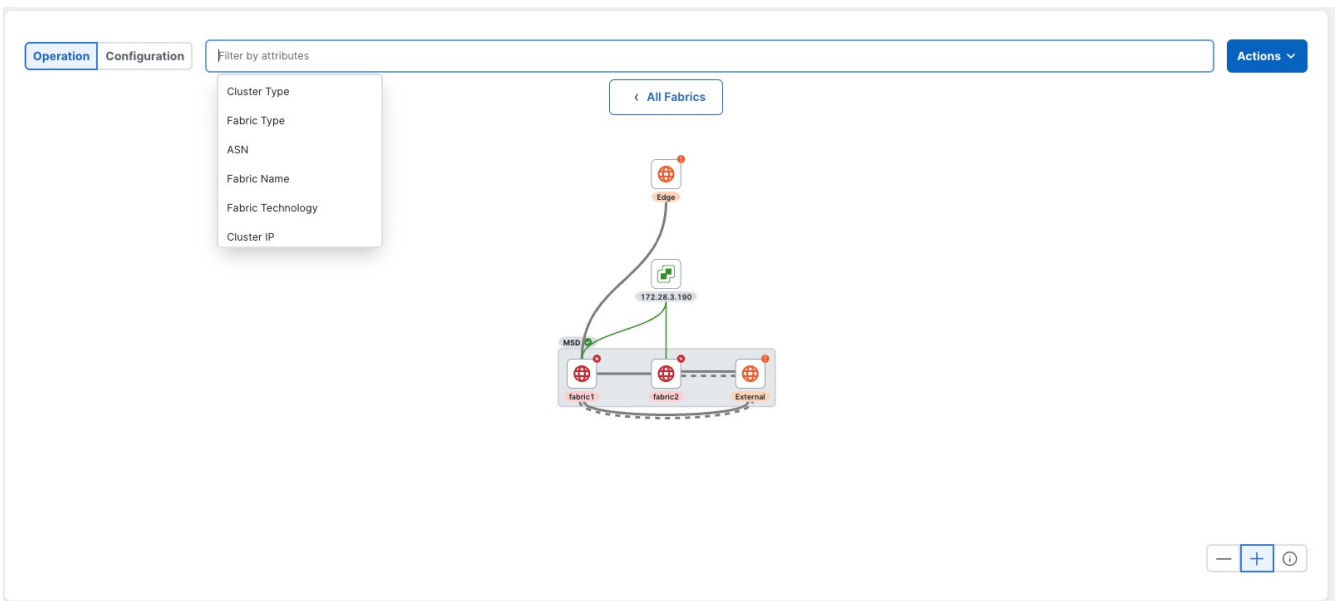 Operation Configuration Filter by attributes Actions
Cluster Type
Fabric Type
ASN
Fabric Name
Fabric Technology
Cluster IP
All Fabrics
Edge
172.28.3.190
MSD
fabric1 fabric2 External